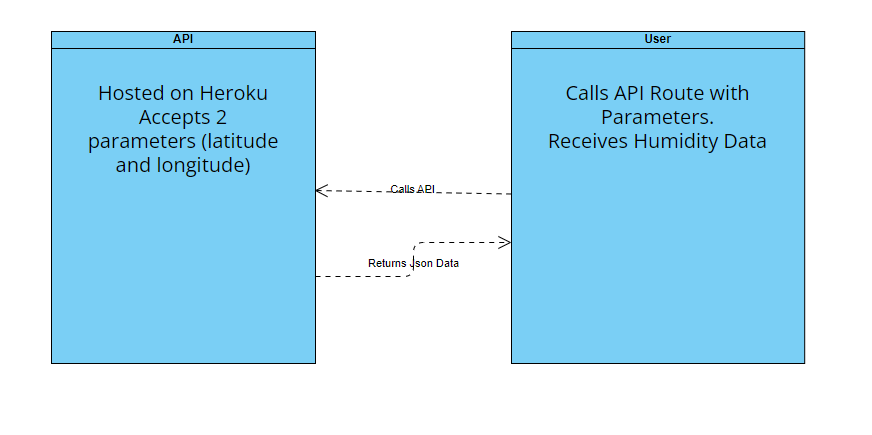 API
Hosted on Heroku
Accepts 2
parameters (latitude
and longitude)
User
Calls API Route with
Parameters.
Receives Humidity Data
Calls API
Returns Json Data